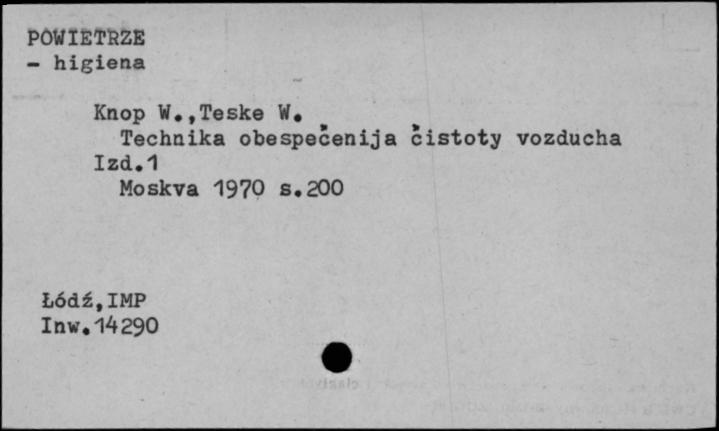 POWIETRZE
- higiena
Knop W.,Teske W.
Technika obespečenija čistoty vozducha
Izd.1
Moskva 1970 s.200
Łódź,IMP
Inw.14290